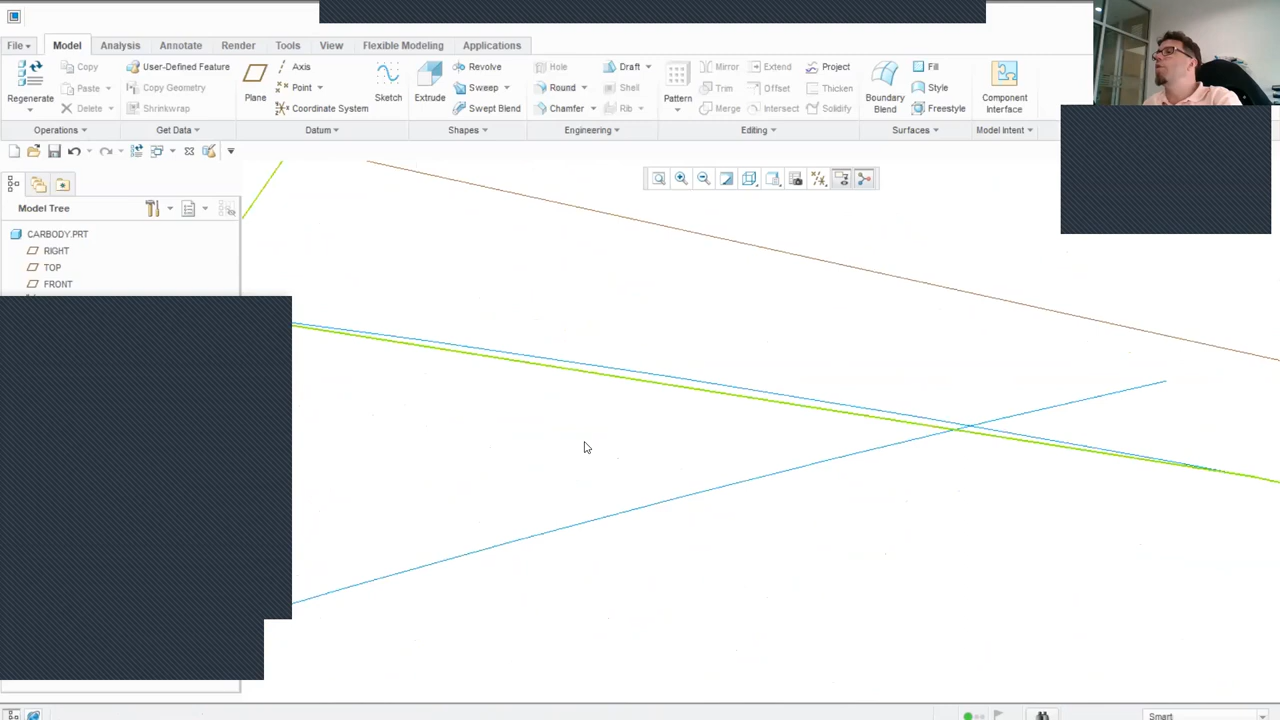 File Model Analysis Annotate Render Tools View Flexible Modeling Applications
Regenerate Copy Paste Delete User-Defined Feature Copy Geometry Shrinkwrap Plane Axis Point Coordinate System Sketch Extrude Revolve Sweep Swept Blend Hole Round Chamfer Draft Shell Rib Pattern Mirror Trim Merge Extend Offset Intersect Project Thicken Solidify Boundary Blend Fill Style Freestyle Component Interface
Operations Get Data Datum Shapes Engineering Editing Surfaces Model Intent
Model Tree
CARBODY.PRT
RIGHT
TOP
FRONT
Smart